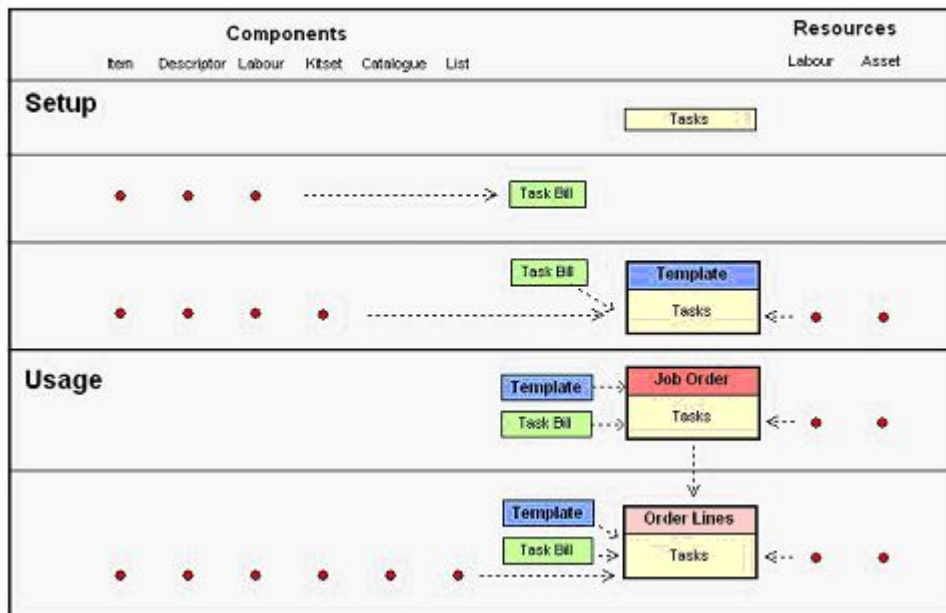 Components
Resources
Item Descriptor Labour Kitset Catalogue List
Labour Asset
Setup
Tasks
Task Bill
Task Bill
Template
Tasks
Usage
Template
Job Order
Task Bill
Tasks
Template
Order Lines
Task Bill
Tasks